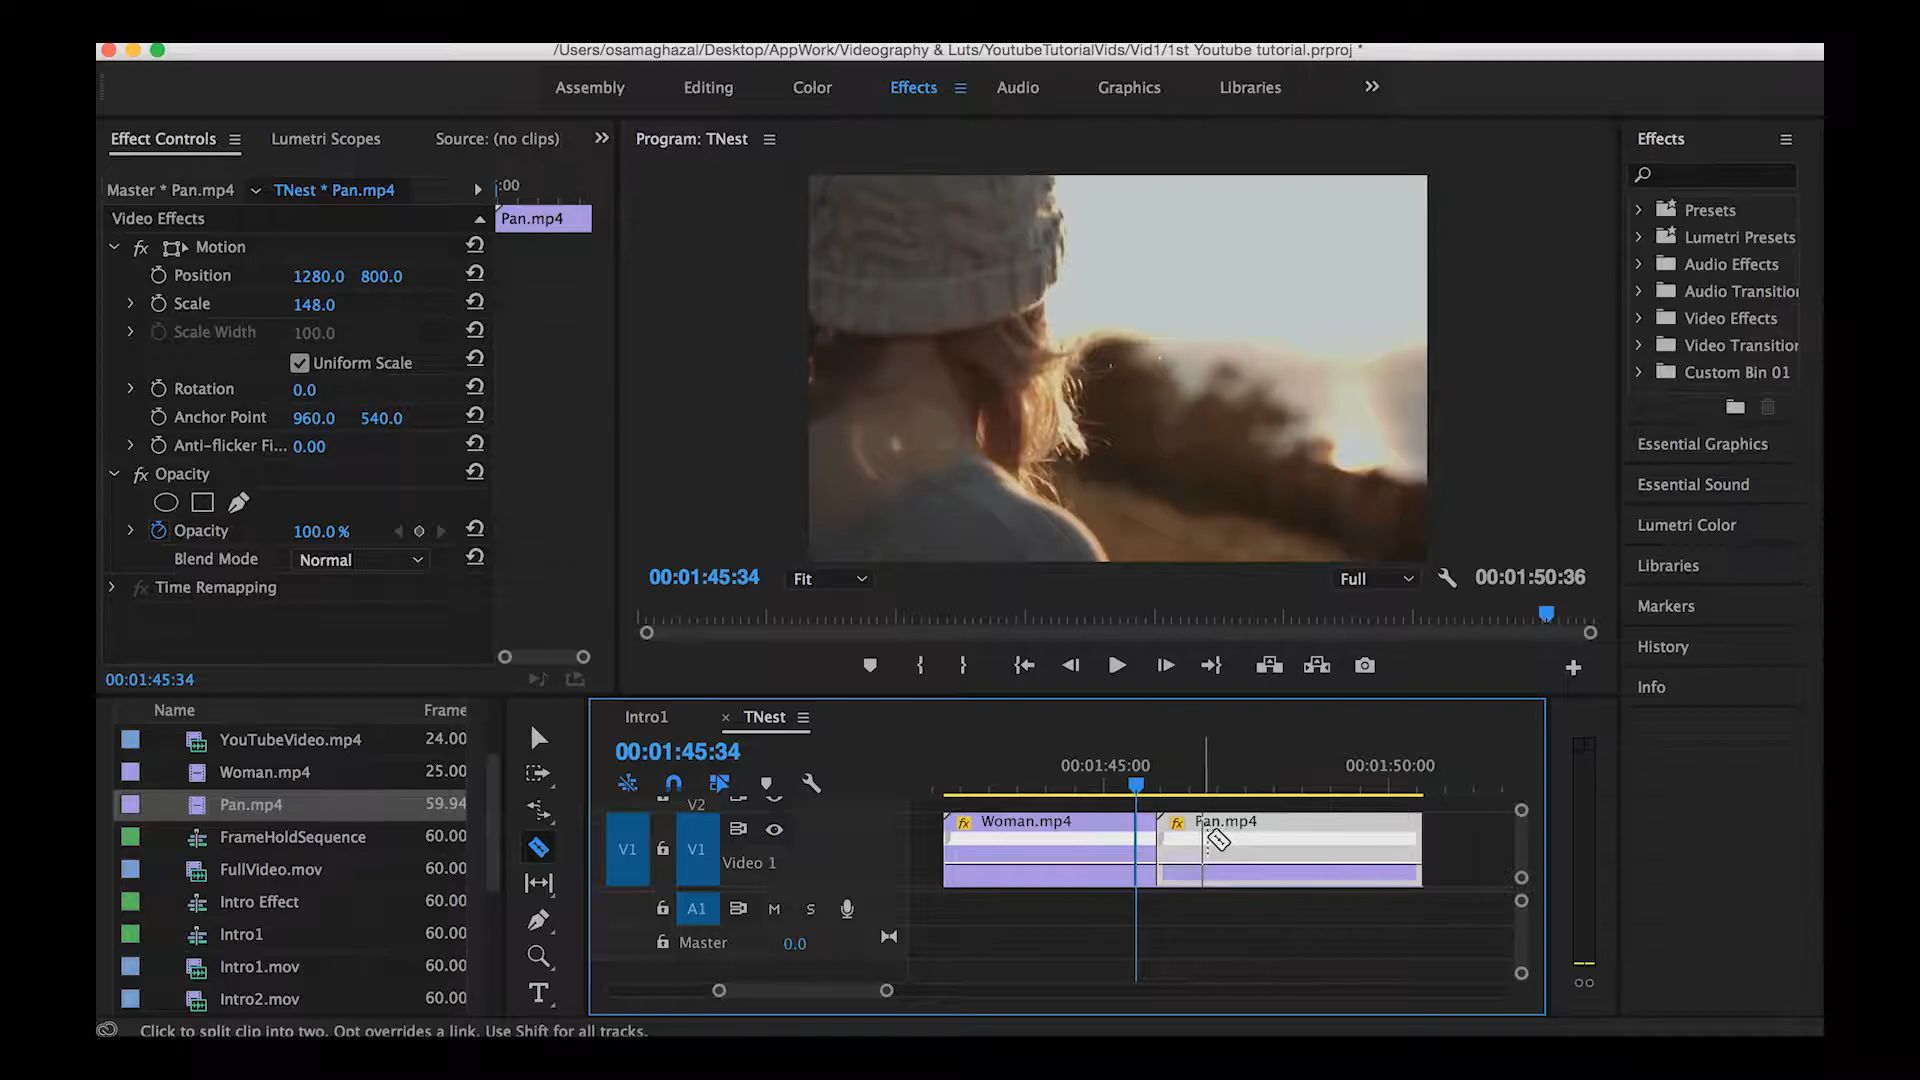 /Users/osamaghazal/Desktop/AppWork/Videography & Luts/YoutubeTutorialVids/Vid1/1st Youtube tutorial.prproj *
Assembly Editing Color Effects Audio Graphics Libraries
Effect Controls Lumetri Scopes Source: (no clips)
Master * Pan.mp4 TNest * Pan.mp4 :00
Video Effects Pan.mp4
fx Motion
Position 1280.0 800.0
Scale 148.0
Scale Width 100.0
Uniform Scale
Rotation 0.0
Anchor Point 960.0 540.0
Anti-flicker Fi... 0.00
fx Opacity
Opacity 100.0 %
Blend Mode Normal
fx Time Remapping
00:01:45:34
Program: TNest
00:01:45:34 Fit Full 00:01:50:36
Effects
Presets
Lumetri Presets
Audio Effects
Audio Transitior
Video Effects
Video Transitior
Custom Bin 01
Essential Graphics
Essential Sound
Lumetri Color
Libraries
Markers
History
Info
Name Frame
YouTubeVideo.mp4 24.00
Woman.mp4 25.00
Pan.mp4 59.94
FrameHoldSequence 60.00
FullVideo.mov 60.00
Intro Effect 60.00
Intro1 60.00
Intro1.mov 60.00
Intro2.mov 60.00
T
Intro1 × TNest
00:01:45:34
00:01:45:00 00:01:50:00
V2
V1 V1 Video 1
fx Woman.mp4 fx Pan.mp4
A1 M S
Master 0.0
Click to split clip into two. Opt overrides a link. Use Shift for all tracks.